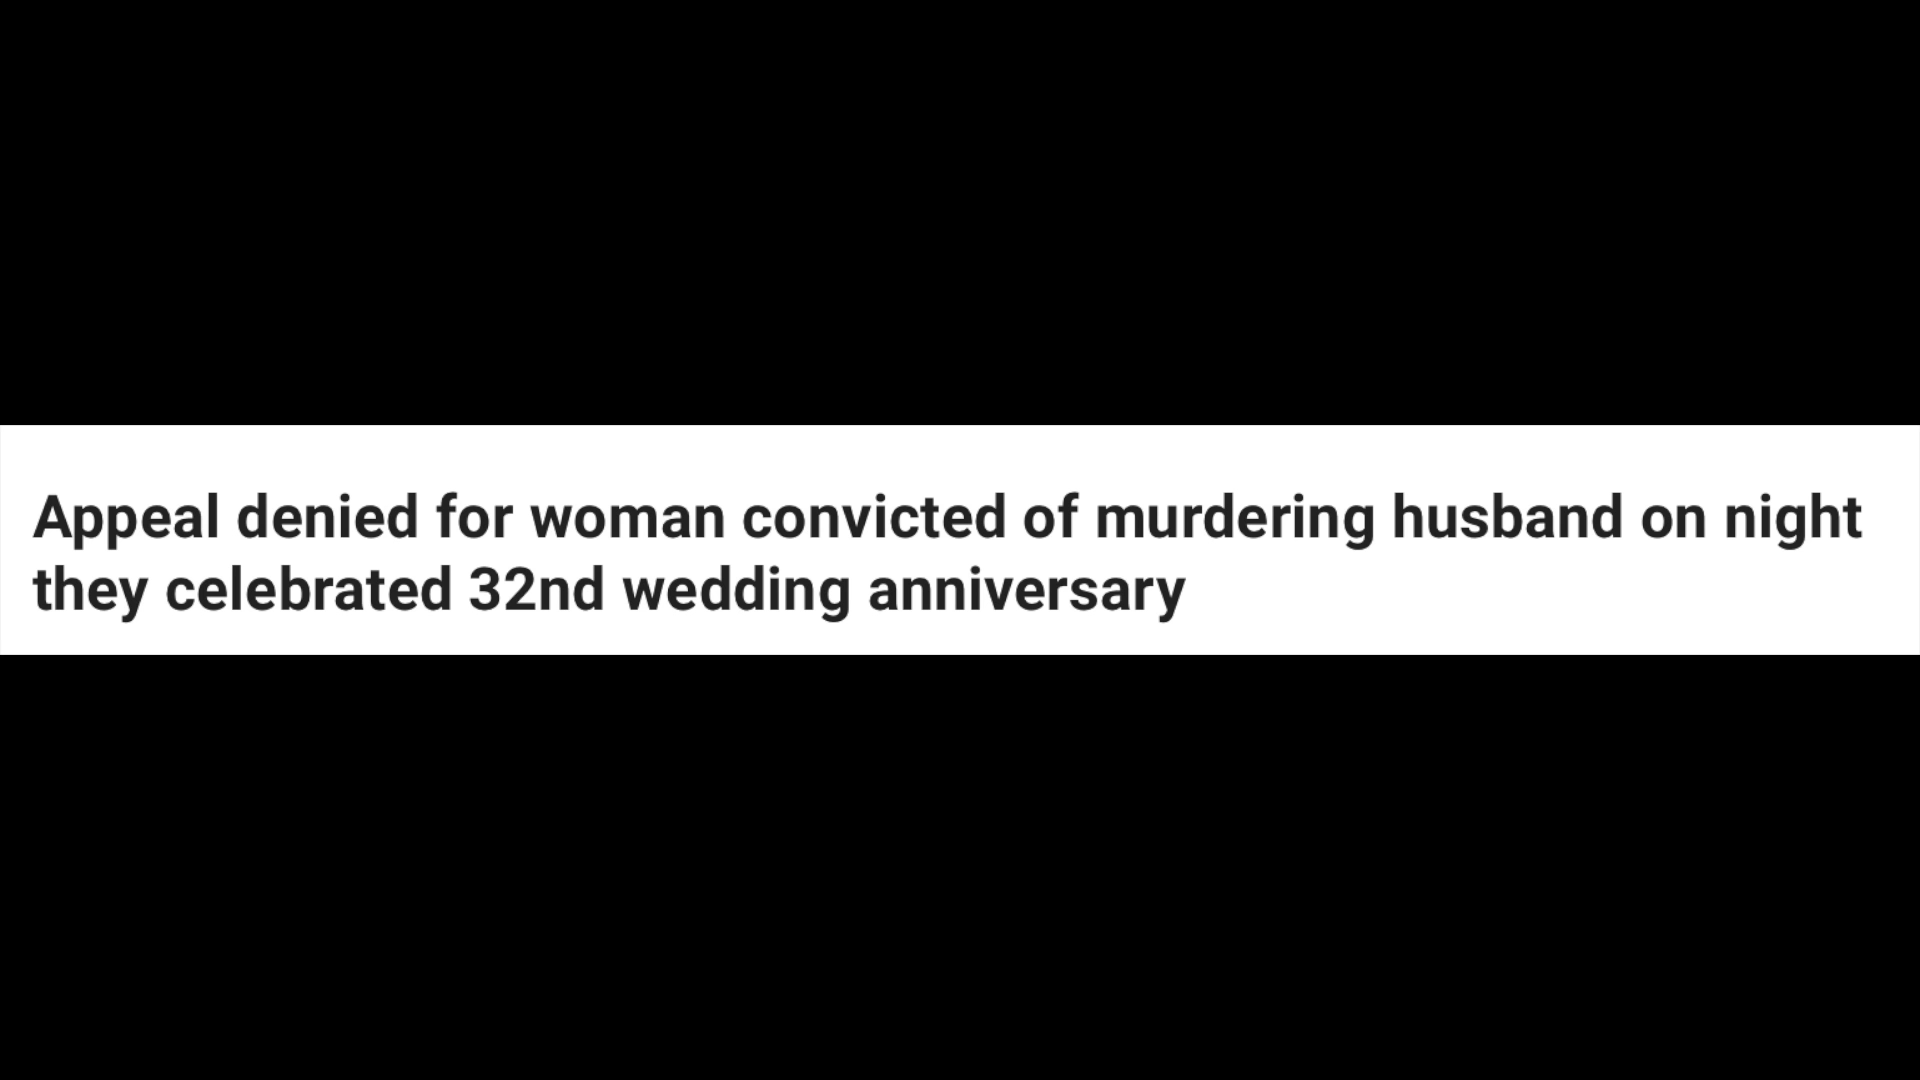 Appeal denied for woman convicted of murdering husband on night
they celebrated 32nd wedding anniversary